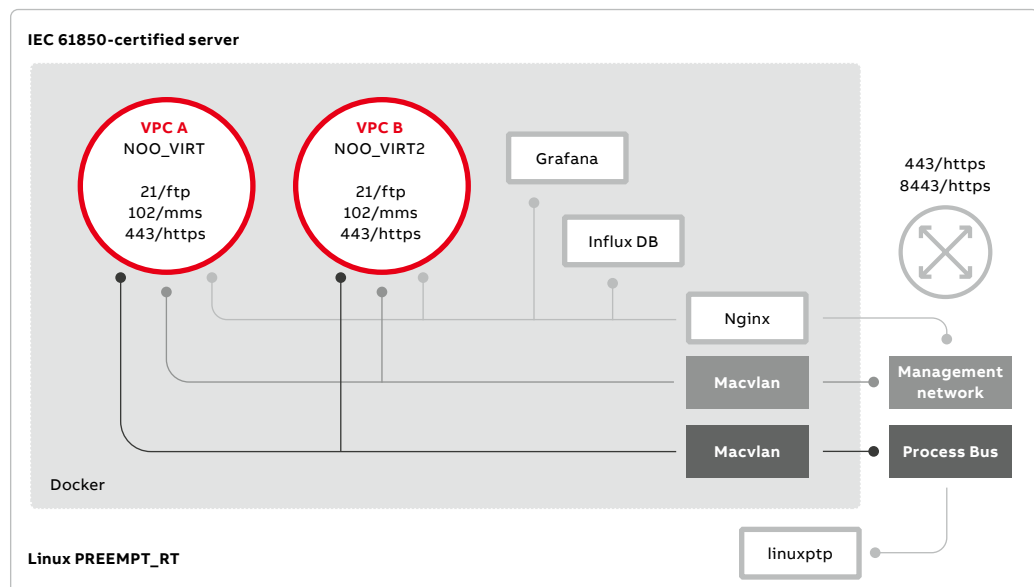 IEC 61850-certified server
VPC A
NOO_VIRT
21/ftp
102/mms
443/https
VPC B
NOO_VIRT2
21/ftp
102/mms
443/https
Grafana
Influx DB
443/https
8443/https
Nginx
Macvlan
Management
network
Macvlan
Process Bus
Docker
linuxptp
Linux PREEMPT_RT